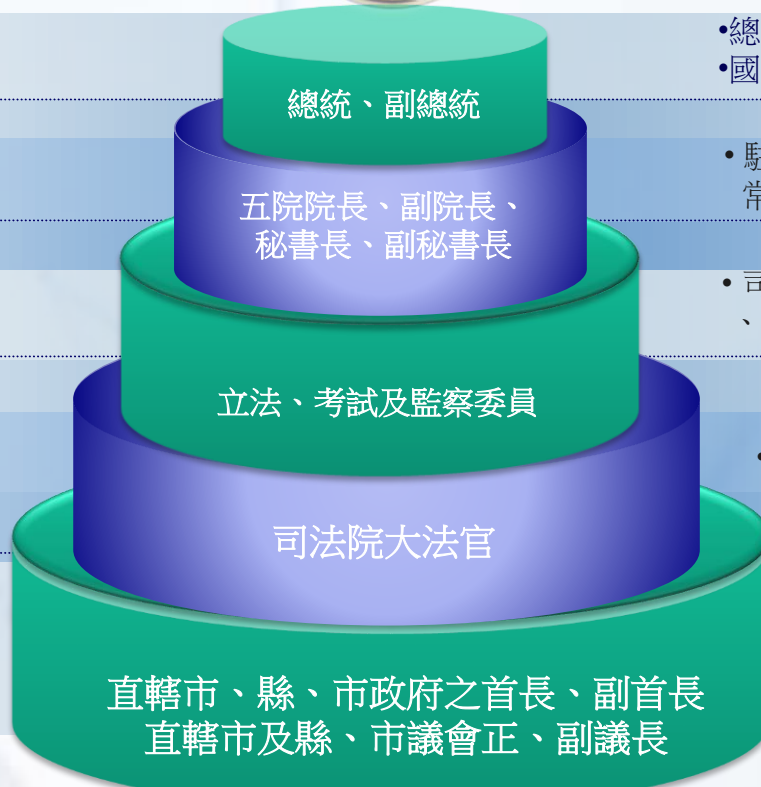 •總
•國
總統、副總統
• 駐
常
五院院長、副院長、
秘書長、副秘書長
• 司
、
立法、考試及監察委員
•
司法院大法官
直轄市、縣、市政府之首長、副首長
直轄市及縣、市議會正、副議長